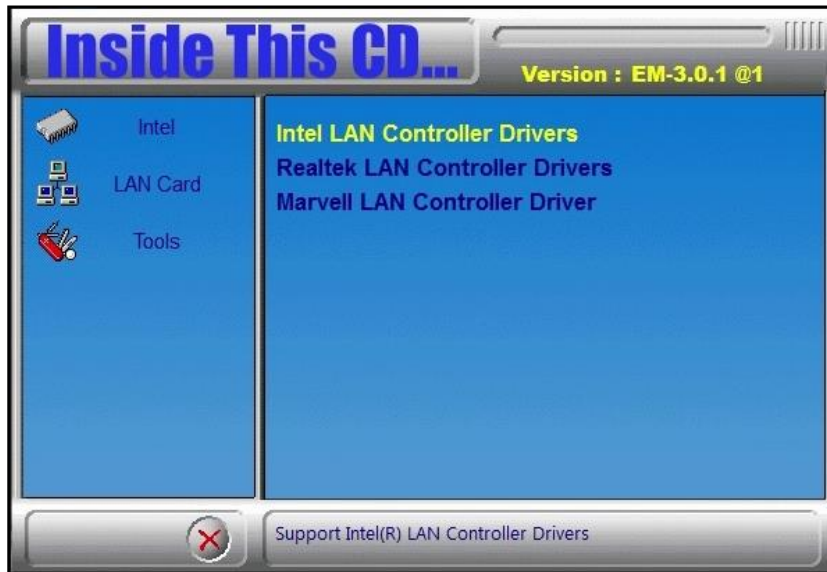 Inside This CD...
Version : EM-3.0.1 @1
Intel
LAN Card
Tools
Intel LAN Controller Drivers
Realtek LAN Controller Drivers
Marvell LAN Controller Driver
Support Intel(R) LAN Controller Drivers